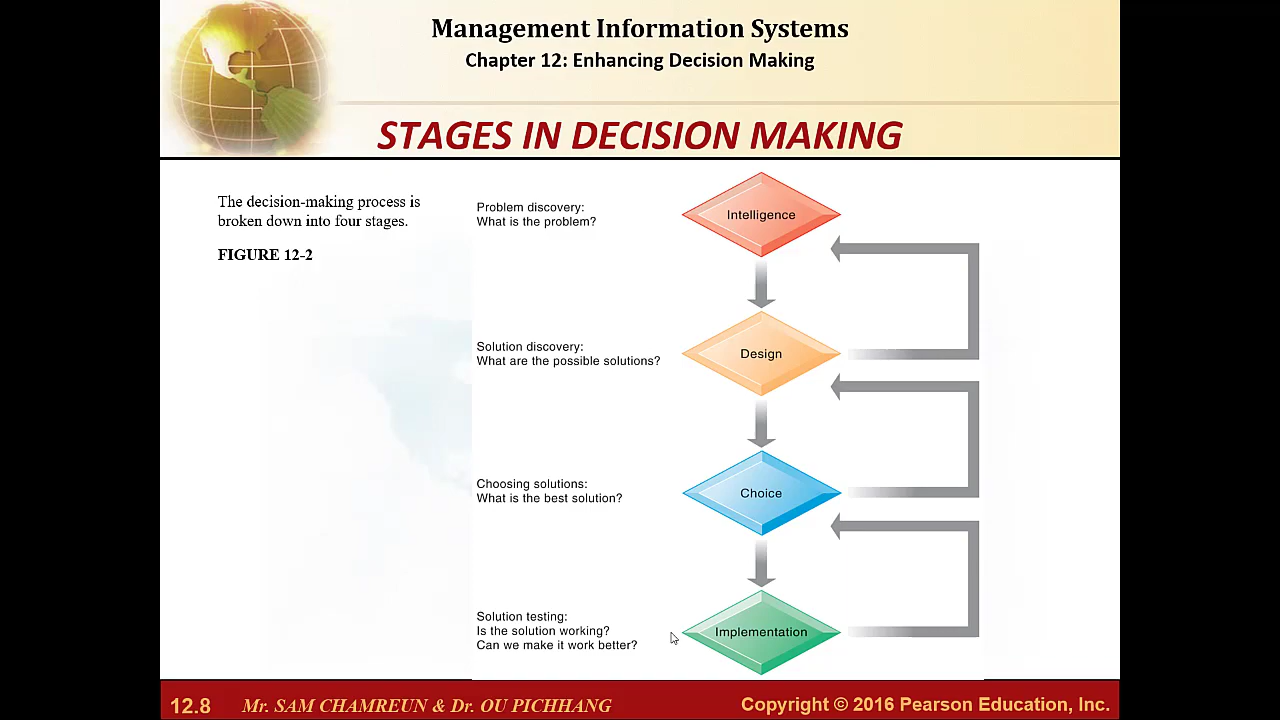 Management Information Systems
Chapter 12: Enhancing Decision Making
STAGES IN DECISION MAKING
The decision-making process is
broken down into four stages.
FIGURE 12-2
Problem discovery:
What is the problem?
Intelligence
Solution discovery:
What are the possible solutions?
Design
Choosing solutions:
What is the best solution?
Choice
Solution testing:
Is the solution working?
Can we make it work better?
Implementation
12.8
Mr. SAM CHAMREUN & Dr. OU PICHHANG
Copyright © 2016 Pearson Education, Inc.